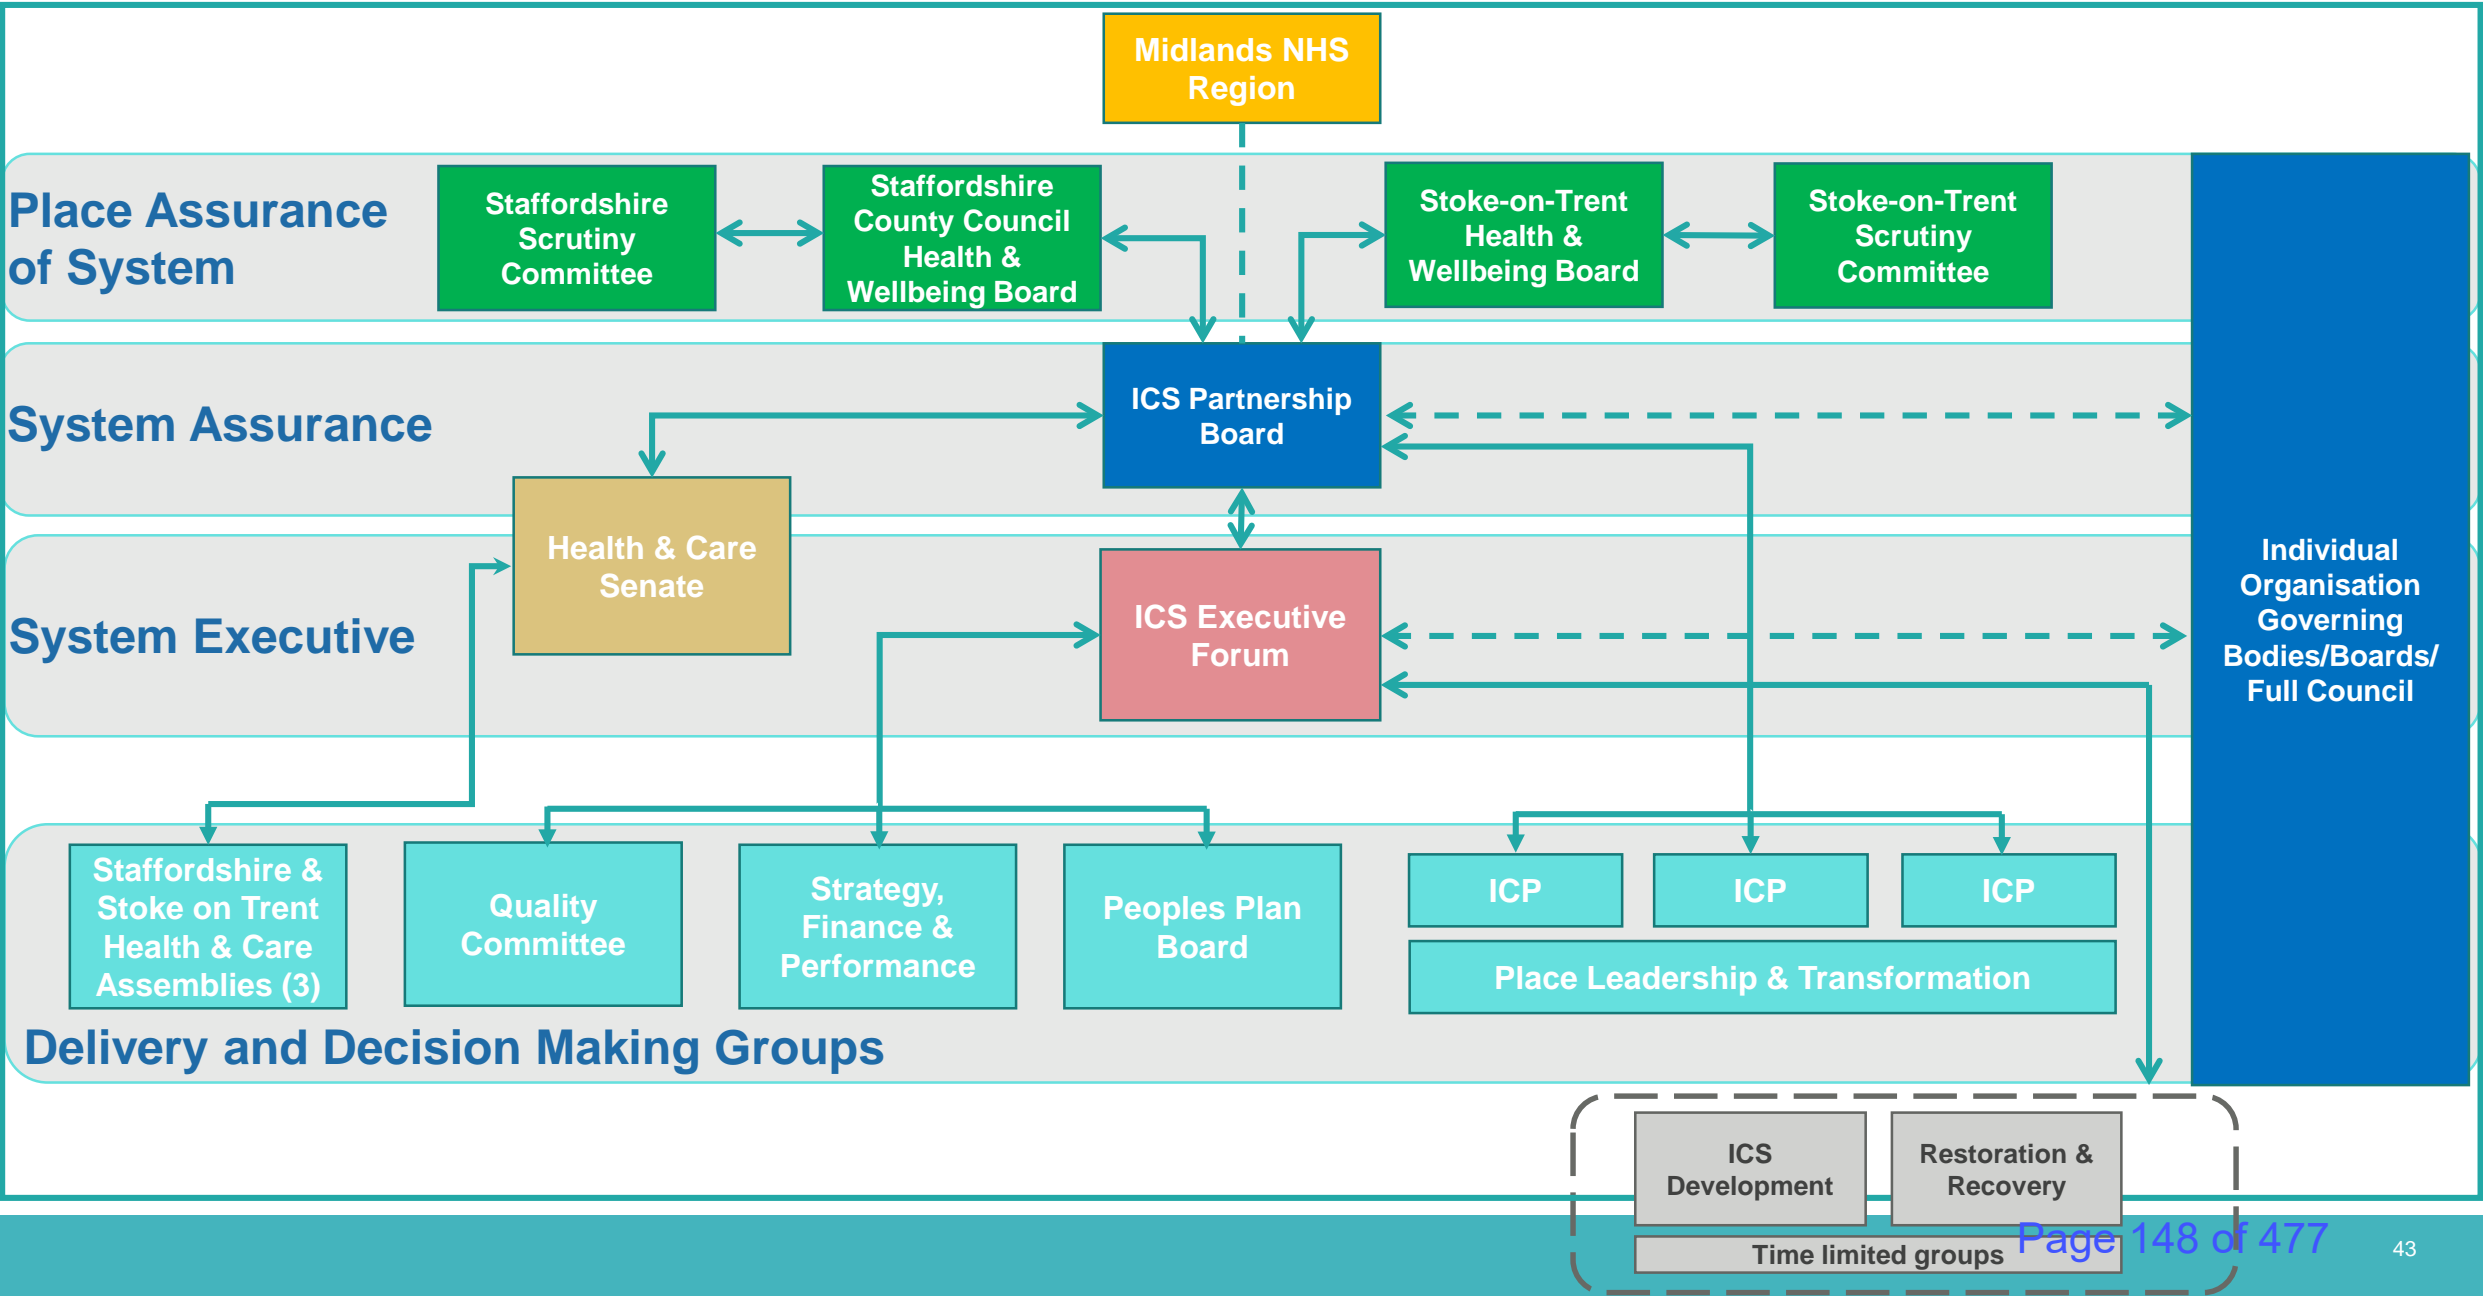 Midlands NHS
Region
Place Assurance
of System
Staffordshire
Scrutiny
Committee
Staffordshire
County Council
Health &
Wellbeing Board
Stoke-on-Trent
Health &
Wellbeing Board
Stoke-on-Trent
Scrutiny
Committee
System Assurance
ICS Partnership
Board
Health & Care
Senate
System Executive
ICS Executive
Forum
Individual
Organisation
Governing
Bodies/Boards/
Full Council
Staffordshire &
Stoke on Trent
Health & Care
Assemblies (3)
Quality
Committee
Strategy,
Finance &
Performance
Peoples Plan
Board
ICP
ICP
ICP
Place Leadership & Transformation
Delivery and Decision Making Groups
ICS
Development
Restoration &
Recovery
Time limited groups
Page 148 of 477
43